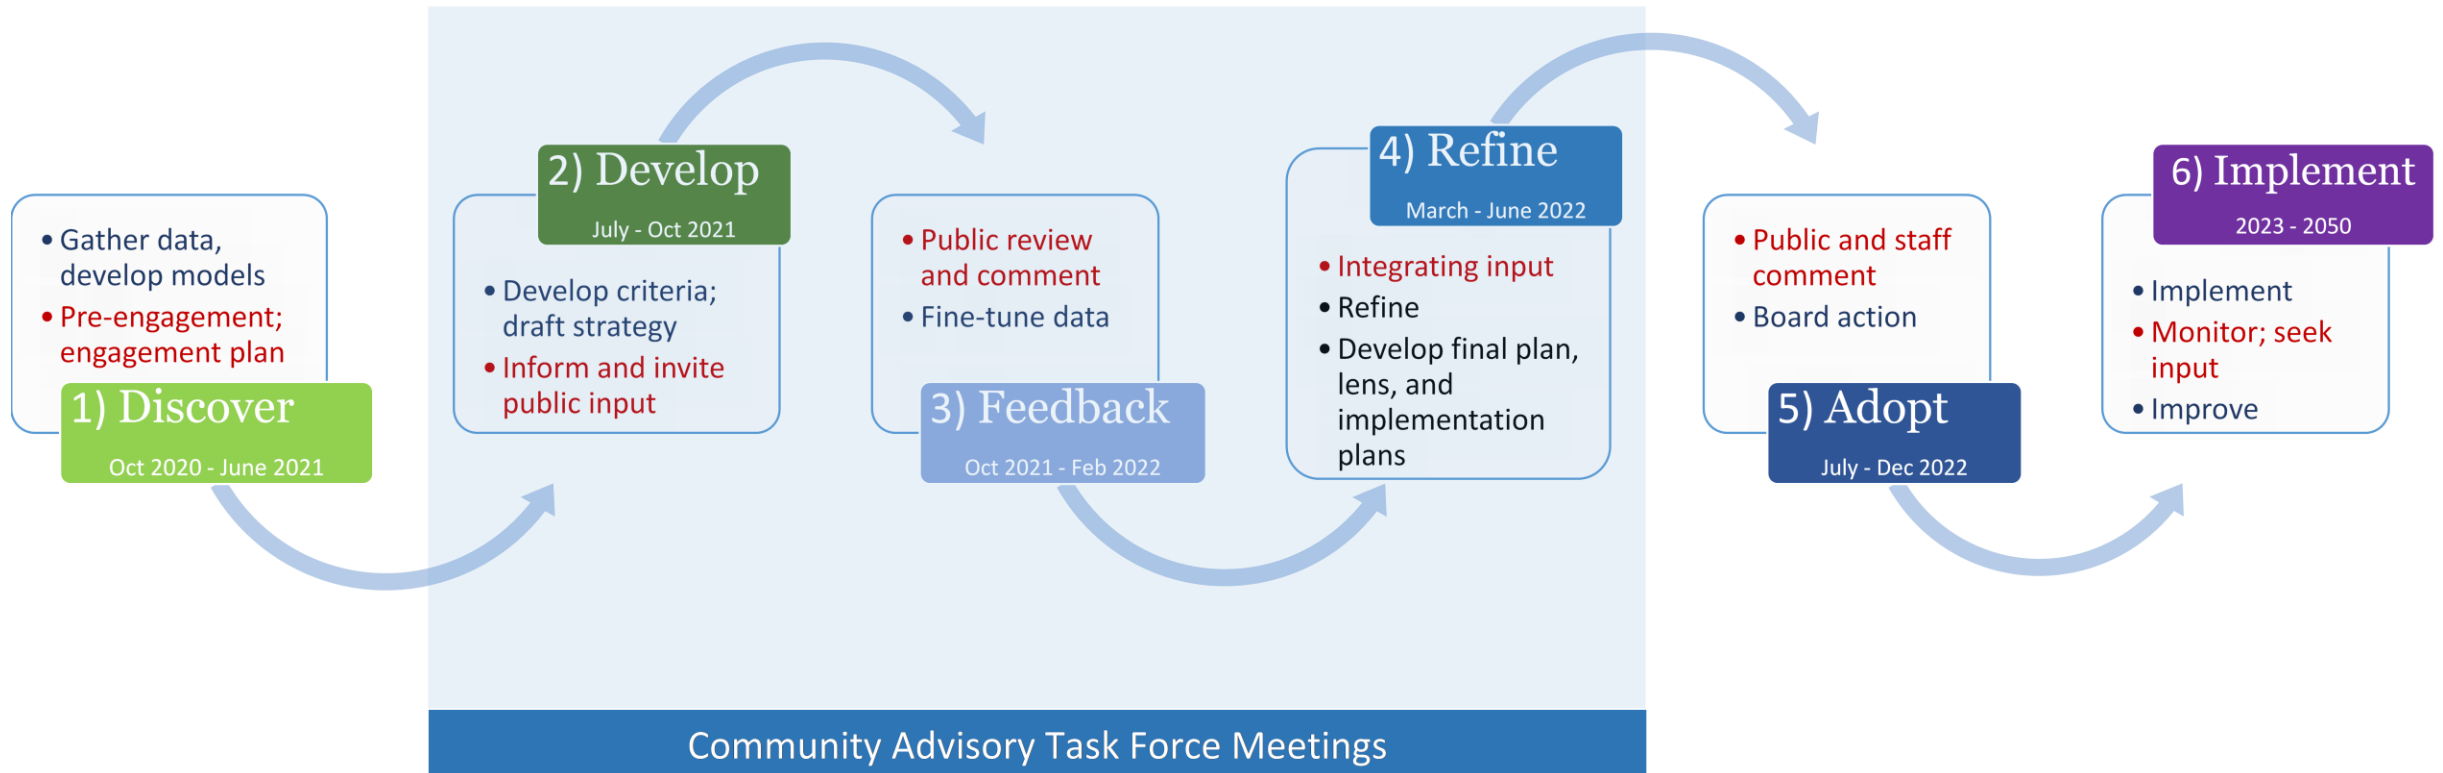 • Gather data,
develop models
• Pre-engagement;
engagement plan
1) Discover
Oct 2020 - June 2021
2) Develop
July - Oct 2021
• Develop criteria;
draft strategy
• Inform and invite
public input
• Public review
and comment
• Fine-tune data
3) Feedback
Oct 2021 - Feb 2022
4) Refine
March - June 2022
• Integrating input
• Refine
• Develop final plan,
lens, and
implementation
plans
• Public and staff
comment
• Board action
5) Adopt
July - Dec 2022
6) Implement
2023 - 2050
• Implement
• Monitor; seek
input
• Improve
Community Advisory Task Force Meetings